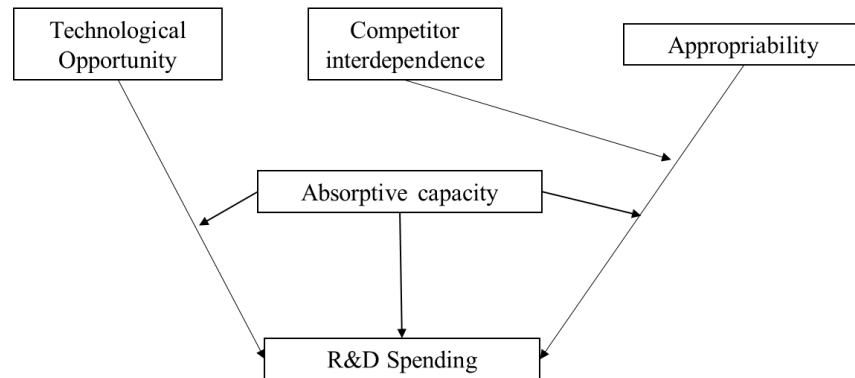 Technological
Opportunity
Competitor
interdependence
Appropriability
Absorptive capacity
R&D Spending